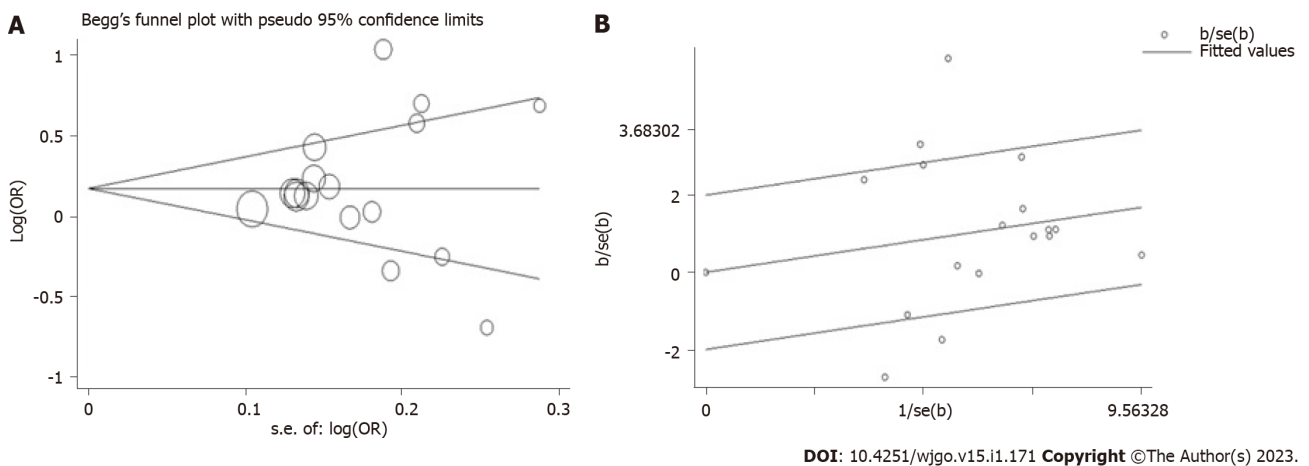 A
Begg's funnel plot with pseudo 95% confidence limits
1
0.5
0
-0.5
-1
Log(OR)
0
0.1
0.2
0.3
s.e. of: log(OR)
B
b/se(b)
Fitted values
3.68302
2
0
-2
b/se(b)
0
1/se(b)
9.56328
DOI: 10.4251/wjgo.v15.i1.171 Copyright ©The Author(s) 2023.